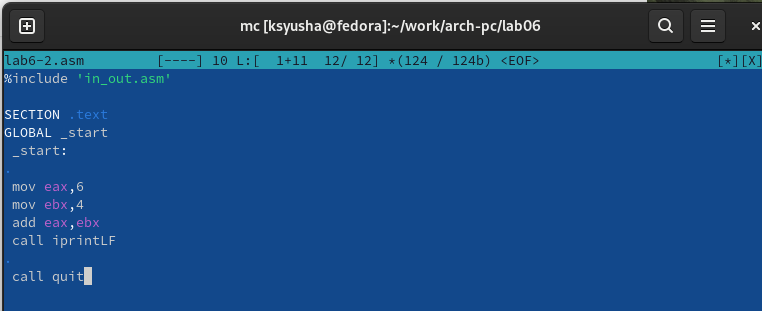 mc [ksyusha@fedora]:~/work/arch-pc/lab06
lab6-2.asm [----] 10 L:[ 1+11 12/ 12] *(124 / 124b) <EOF> [*][X]
%include 'in_out.asm'
SECTION .text
GLOBAL _start
_start:
.
mov eax,6
mov ebx,4
add eax,ebx
call iprintLF
.
call quit